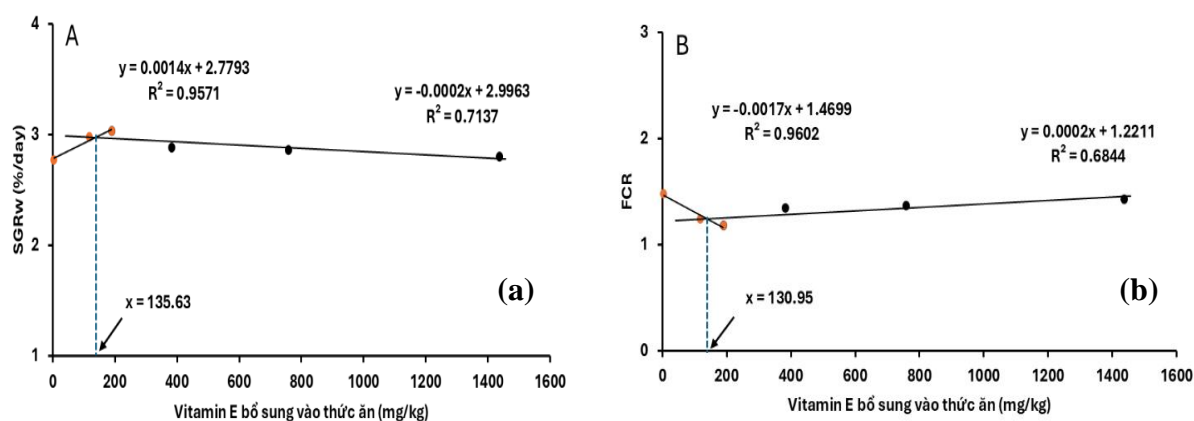 A
4
3
2
1
SGRw (%/day)
y = 0.0014x + 2.7793
R² = 0.9571
y = -0.0002x + 2.9963
R² = 0.7137
x = 135.63
(a)
0 200 400 600 800 1000 1200 1400 1600
Vitamin E bổ sung vào thức ăn (mg/kg)
B
3
2
1
0
FCR
y = -0.0017x + 1.4699
R² = 0.9602
y = 0.0002x + 1.2211
R² = 0.6844
x = 130.95
(b)
0 200 400 600 800 1000 1200 1400 1600
Vitamin E bổ sung vào thức ăn (mg/kg)